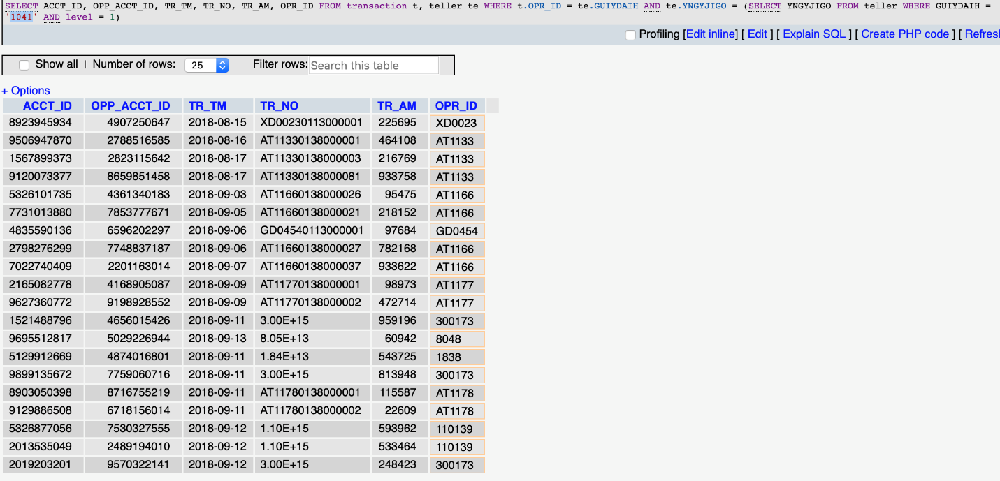 SELECT ACCT_ID, OPP_ACCT_ID, TR_TM, TR_NO, TR_AM, OPR_ID FROM transaction t, teller te WHERE t.OPR_ID = te.GUIYDAIH AND te.YNGYJIGO = (SELECT YNGYJIGO FROM teller WHERE GUIYDAIH =
'1041' AND level = 1)
Profiling [Edit inline] [ Edit ] [ Explain SQL ] [ Create PHP code ] [ Refresh
Show all | Number of rows: 25 Filter rows: Search this table
+ Options
ACCT_ID OPP_ACCT_ID TR_TM TR_NO TR_AM OPR_ID
8923945934 4907250647 2018-08-15 XD00230113000001 225695 XD0023
9506947870 2788516585 2018-08-16 AT11330138000001 464108 AT1133
1567899373 2823115642 2018-08-17 AT11330138000003 216769 AT1133
9120073377 8659851458 2018-08-17 AT11330138000081 933758 AT1133
5326101735 4361340183 2018-09-03 AT11660138000026 95475 AT1166
7731013880 7853777671 2018-09-05 AT11660138000021 218152 AT1166
4835590136 6596202297 2018-09-06 GD04540113000001 97684 GD0454
2798276299 7748837187 2018-09-06 AT11660138000027 782168 AT1166
7022740409 2201163014 2018-09-07 AT11660138000037 933622 AT1166
2165082778 4168905087 2018-09-09 AT11770138000001 98973 AT1177
9627360772 9198928552 2018-09-09 AT11770138000002 472714 AT1177
1521488796 4656015426 2018-09-11 3.00E+15 959196 300173
9695512817 5029226944 2018-09-13 8.05E+13 60942 8048
5129912669 4874016801 2018-09-11 1.84E+13 543725 1838
9899135672 7759060716 2018-09-11 3.00E+15 813948 300173
8903050398 8716755219 2018-09-11 AT11780138000001 115587 AT1178
9129886508 6718156014 2018-09-11 AT11780138000002 22609 AT1178
5326877056 7530327555 2018-09-12 1.10E+15 593962 110139
2013535049 2489194010 2018-09-12 1.10E+15 533464 110139
2019203201 9570322141 2018-09-12 3.00E+15 248423 300173